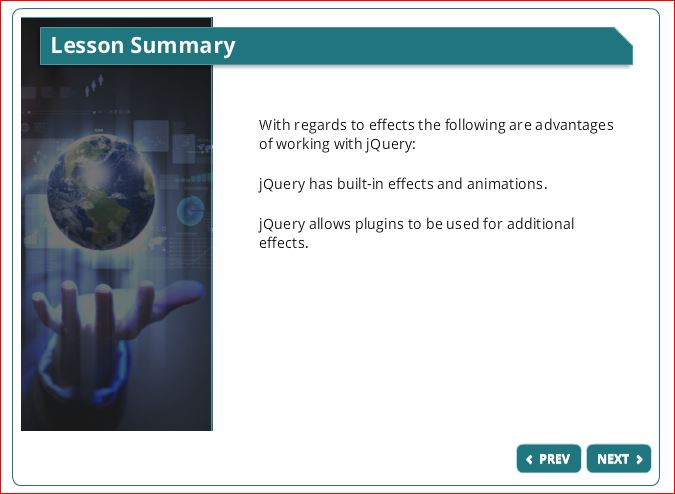 Lesson Summary
With regards to effects the following are advantages
of working with jQuery:
jQuery has built-in effects and animations.
jQuery allows plugins to be used for additional
effects.
PREV
NEXT